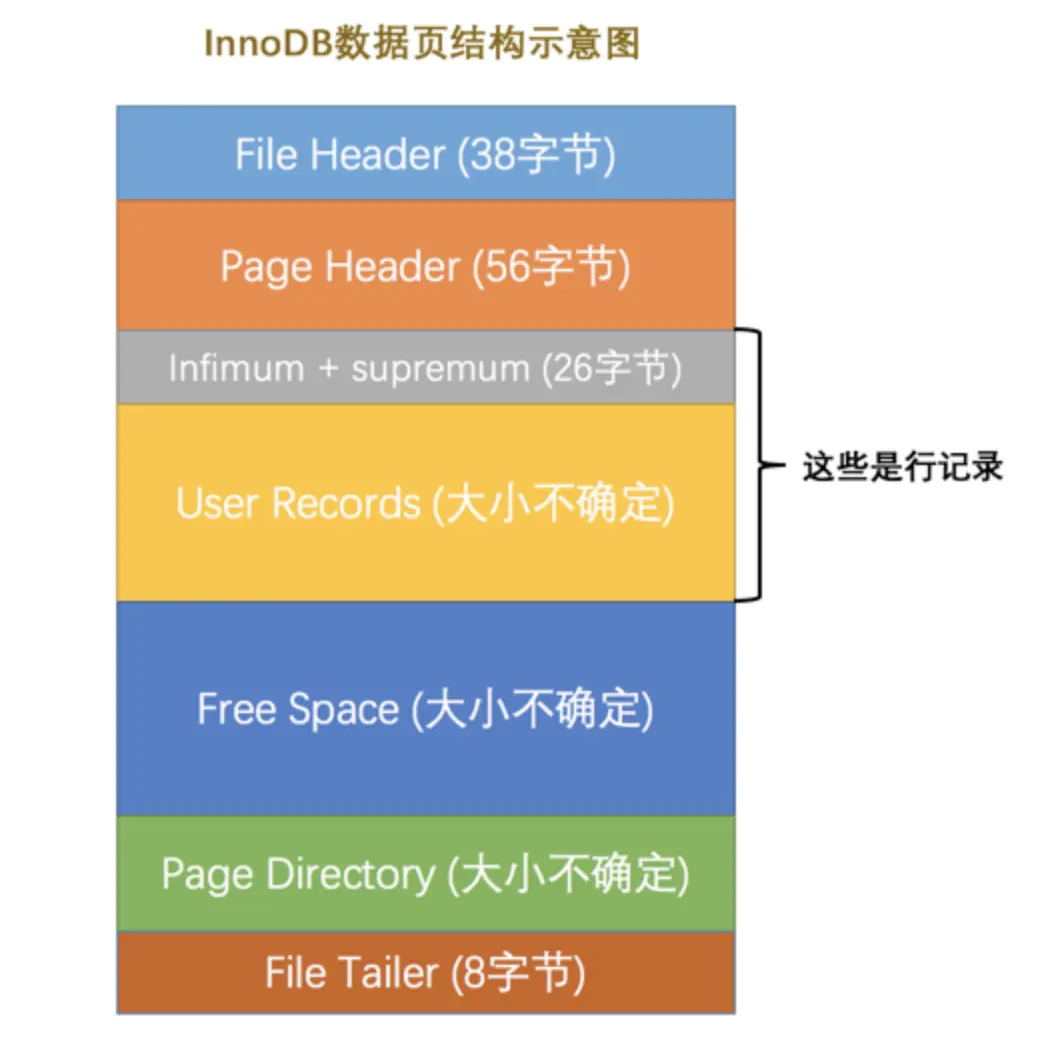 InnoDB数据页结构示意图
File Header (38字节)
Page Header (56字节)
Infimum + supremum (26字节)
User Records (大小不确定)
这些是行记录
Free Space (大小不确定)
Page Directory (大小不确定)
File Tailer (8字节)